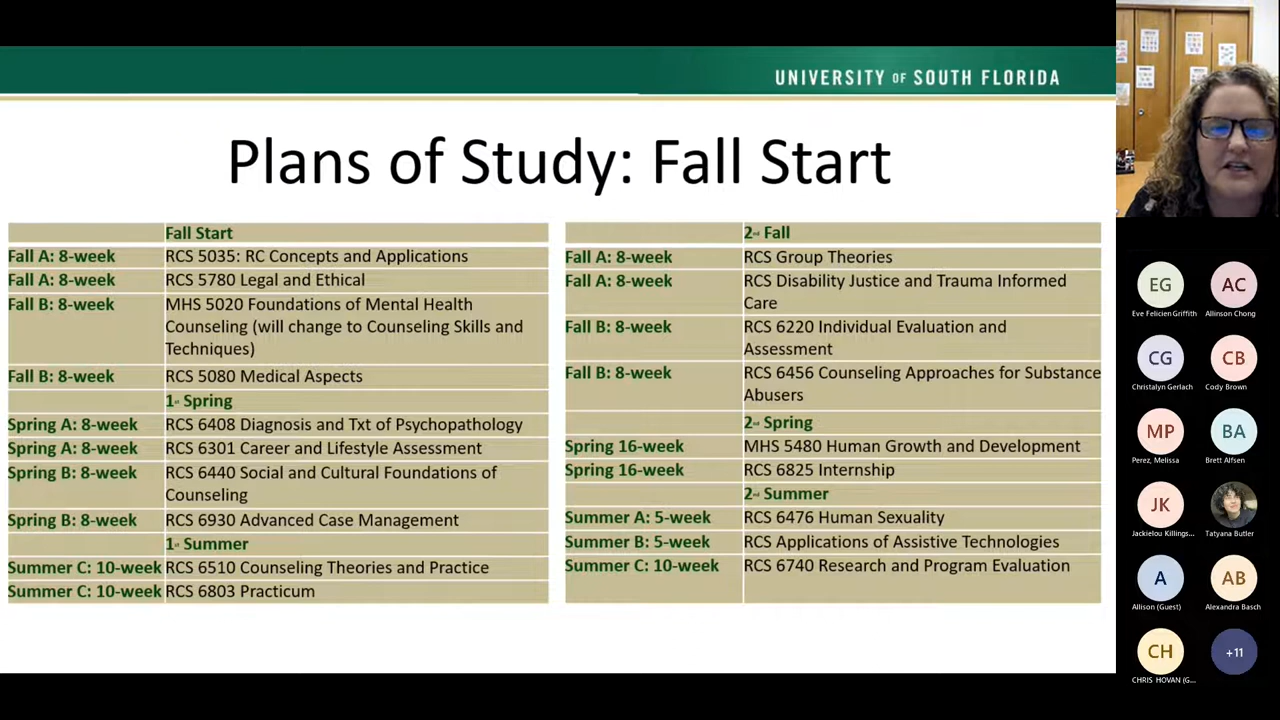 UNIVERSITY OF SOUTH FLORIDA
Plans of Study: Fall Start
Fall Start
Fall A: 8-week RCS 5035: RC Concepts and Applications
Fall A: 8-week RCS 5780 Legal and Ethical
Fall B: 8-week MHS 5020 Foundations of Mental Health
Counseling (will change to Counseling Skills and
Techniques)
Fall B: 8-week RCS 5080 Medical Aspects
1st Spring
Spring A: 8-week RCS 6408 Diagnosis and Txt of Psychopathology
Spring A: 8-week RCS 6301 Career and Lifestyle Assessment
Spring B: 8-week RCS 6440 Social and Cultural Foundations of
Counseling
Spring B: 8-week RCS 6930 Advanced Case Management
1st Summer
Summer C: 10-week RCS 6510 Counseling Theories and Practice
Summer C: 10-week RCS 6803 Practicum
2nd Fall
Fall A: 8-week RCS Group Theories
Fall A: 8-week RCS Disability Justice and Trauma Informed
Care
Fall B: 8-week RCS 6220 Individual Evaluation and
Assessment
Fall B: 8-week RCS 6456 Counseling Approaches for Substance
Abusers
2nd Spring
Spring 16-week MHS 5480 Human Growth and Development
Spring 16-week RCS 6825 Internship
2nd Summer
Summer A: 5-week RCS 6476 Human Sexuality
Summer B: 5-week RCS Applications of Assistive Technologies
Summer C: 10-week RCS 6740 Research and Program Evaluation
EG AC
Eve Felicien Griffith Allinson Chong
CG CB
Christalyn Gerlach Cody Brown
MP BA
Perez, Melissa Brett Alfsen
JK
Jackielou Killings... Tatyana Butler
A AB
Allison (Guest) Alexandra Basch
CH +11
CHRIS HOVAN (G...